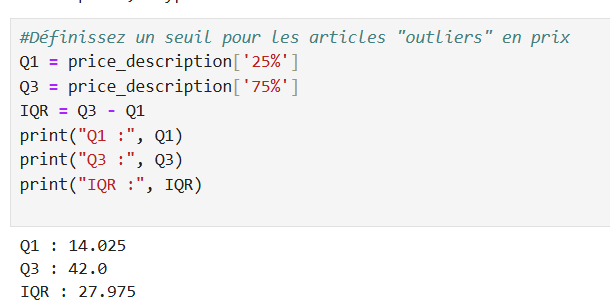 #Définissez un seuil pour les articles "outliers" en prix
Q1 = price_description['25%']
Q3 = price_description['75%']
IQR = Q3 - Q1
print("Q1 :", Q1)
print("Q3 :", Q3)
print("IQR :", IQR)
Q1 : 14.025
Q3 : 42.0
IQR : 27.975